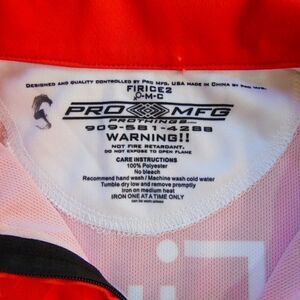 DESIGNED AND QUALITY CONTROLLED BY PRO MFG, USA MADE IN CHINA BY PRO MFG.
FIRICE2
O-M-C
PRO MFG
PROTHINGS
909-581-4288
WARNING!!
NOT FIRE RETARDANT.
DO NOT EXPOSE TO OPEN FLAME
CARE INSTRUCTIONS
100% Polyester
No bleach
Recommend hand wash / Machine wash cold water
Tumble dry low and remove promptly
Iron on medium heat
IRON ONE AT A TIME ONLY